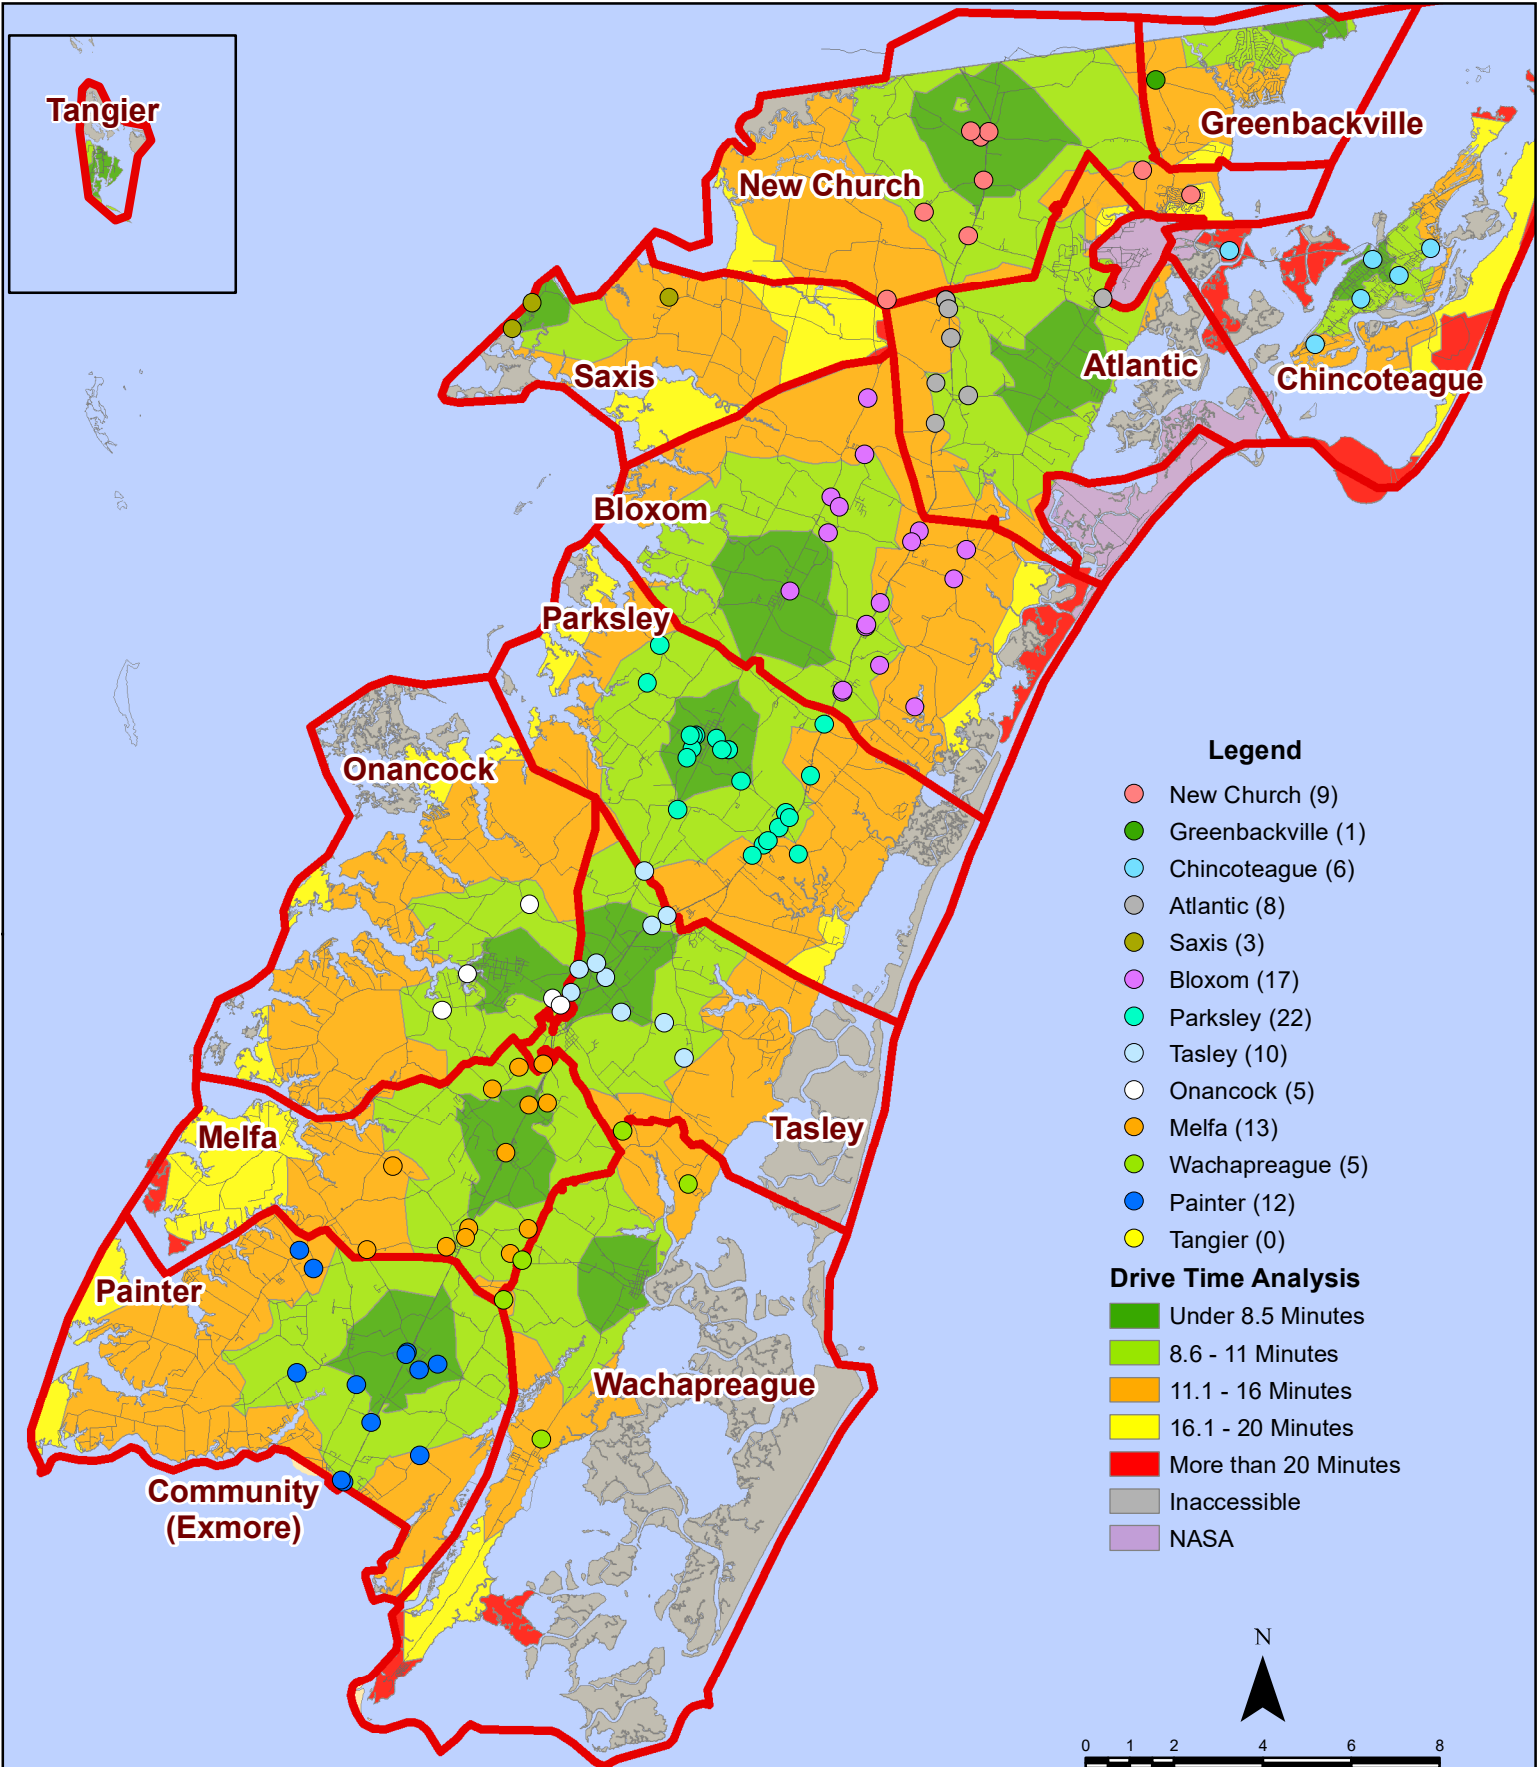 Tangier
Greenbackville
New Church
Atlantic
Saxis
Chincoteague
Bloxom
Parksley
Onancock
Tasley
Melfa
Painter
Wachapreague
Community
(Exmore)
Legend
New Church (9)
Greenbackville (1)
Chincoteague (6)
Atlantic (8)
Saxis (3)
Bloxom (17)
Parksley (22)
Tasley (10)
Onancock (5)
Melfa (13)
Wachapreague (5)
Painter (12)
Tangier (0)
Drive Time Analysis
Under 8.5 Minutes
8.6 - 11 Minutes
11.1 - 16 Minutes
16.1 - 20 Minutes
More than 20 Minutes
Inaccessible
NASA
N
0 1 2 4 6 8